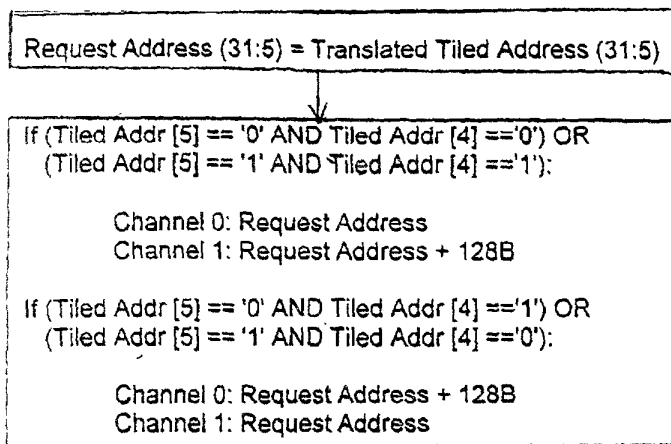 Request Address (31:5) = Translated Tiled Address (31:5)
If (Tiled Addr [5] == '0' AND Tiled Addr [4] =='0') OR
(Tiled Addr [5] == '1' AND Tiled Addr [4] =='1'):
Channel 0: Request Address
Channel 1: Request Address + 128B
If (Tiled Addr [5] == '0' AND Tiled Addr [4] =='1') OR
(Tiled Addr [5] == '1' AND Tiled Addr [4] =='0'):
Channel 0: Request Address + 128B
Channel 1: Request Address